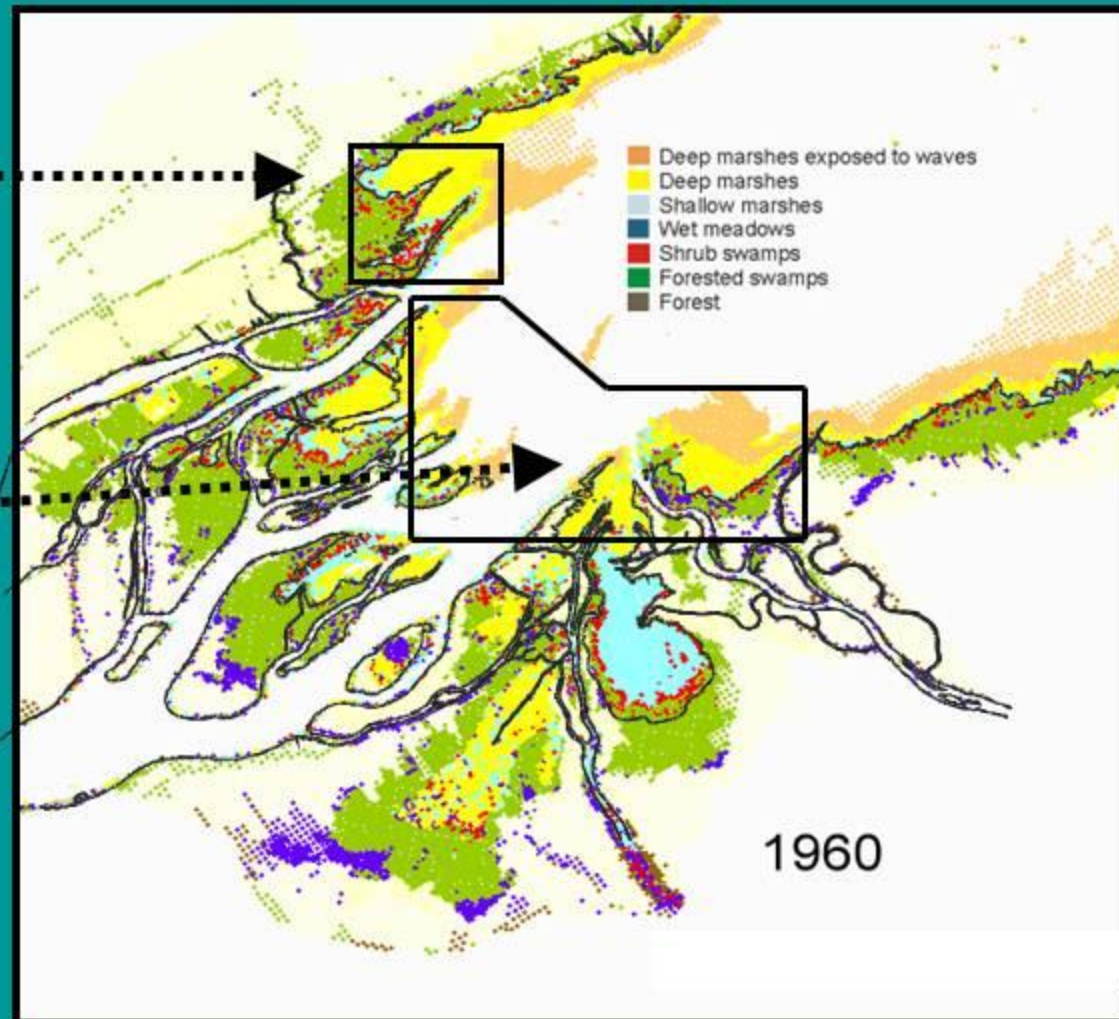 Deep marshes exposed to waves
Deep marshes
Shallow marshes
Wet meadows
Shrub swamps
Forested swamps
Forest
1960